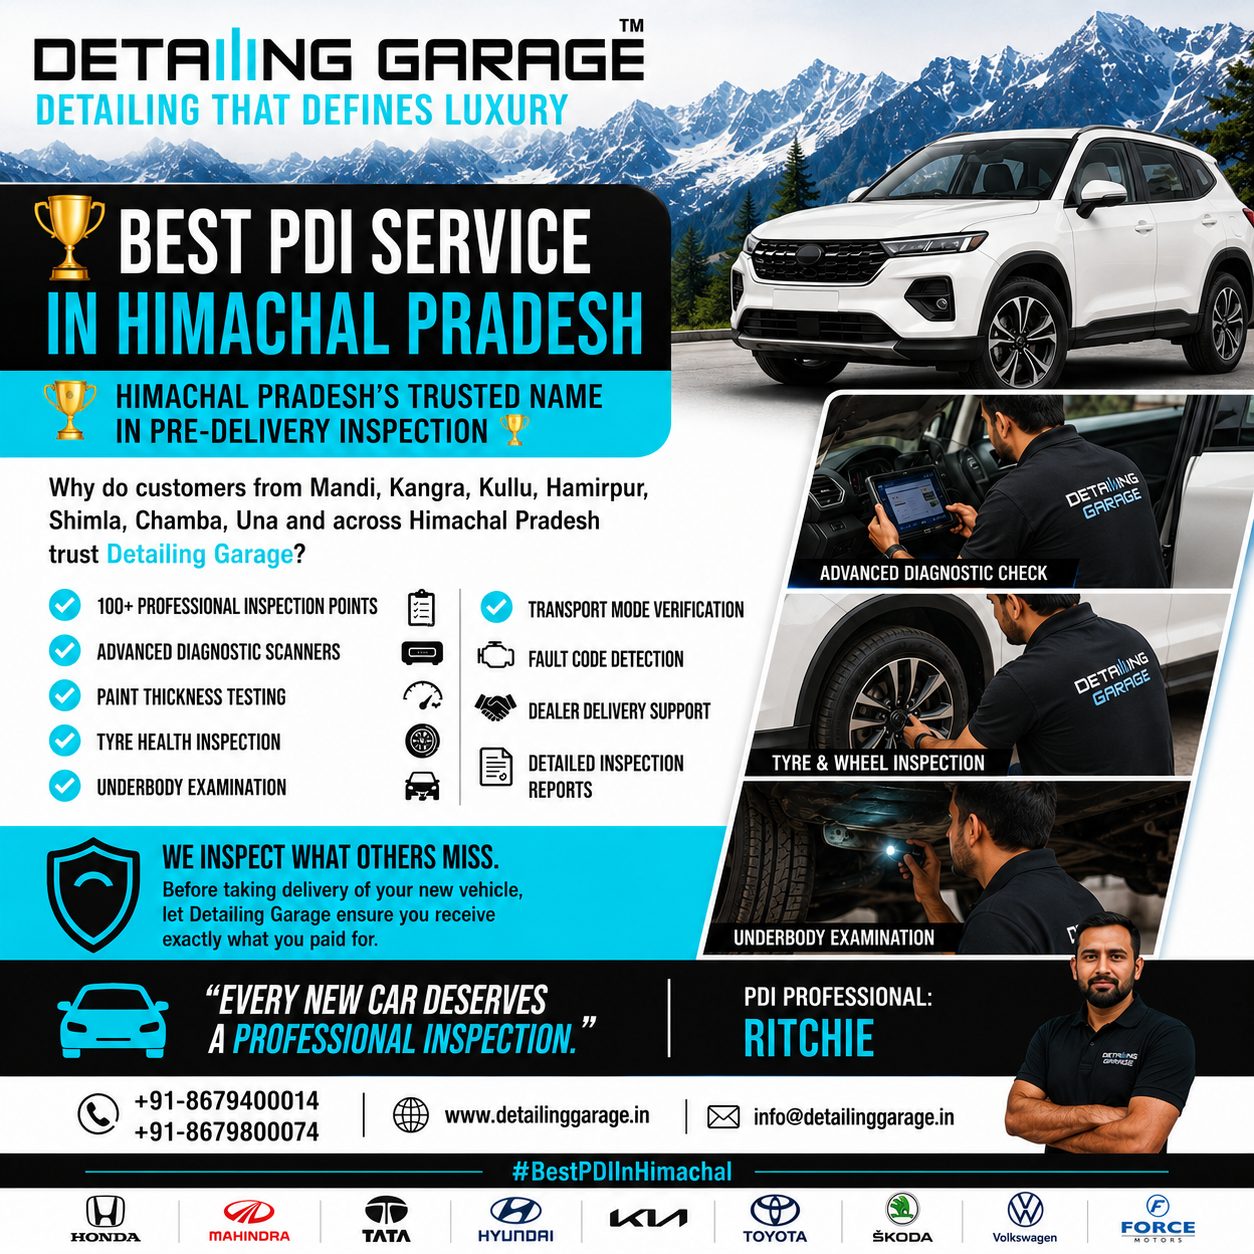 DETAILING GARAGE™
DETAILING THAT DEFINES LUXURY
BEST PDI SERVICE
IN HIMACHAL PRADESH
HIMACHAL PRADESH'S TRUSTED NAME
IN PRE-DELIVERY INSPECTION
Why do customers from Mandi, Kangra, Kullu, Hamirpur,
Shimla, Chamba, Una and across Himachal Pradesh
trust Detailing Garage?
100+ PROFESSIONAL INSPECTION POINTS
ADVANCED DIAGNOSTIC SCANNERS
PAINT THICKNESS TESTING
TYRE HEALTH INSPECTION
UNDERBODY EXAMINATION
TRANSPORT MODE VERIFICATION
FAULT CODE DETECTION
DEALER DELIVERY SUPPORT
DETAILED INSPECTION
REPORTS
DETAILING
GARAGE
ADVANCED DIAGNOSTIC CHECK
DETAILING
GARAGE
TYRE & WHEEL INSPECTION
UNDERBODY EXAMINATION
WE INSPECT WHAT OTHERS MISS.
Before taking delivery of your new vehicle,
let Detailing Garage ensure you receive
exactly what you paid for.
"EVERY NEW CAR DESERVES
A PROFESSIONAL INSPECTION."
PDI PROFESSIONAL:
RITCHIE
DETAILING
GARAGE
+91-8679400014
+91-8679800074
www.detailinggarage.in
info@detailinggarage.in
#BestPDIInHimachal
HONDA
MAHINDRA
TATA
HYUNDAI
KIA
TOYOTA
ŠKODA
Volkswagen
FORCE
MOTORS